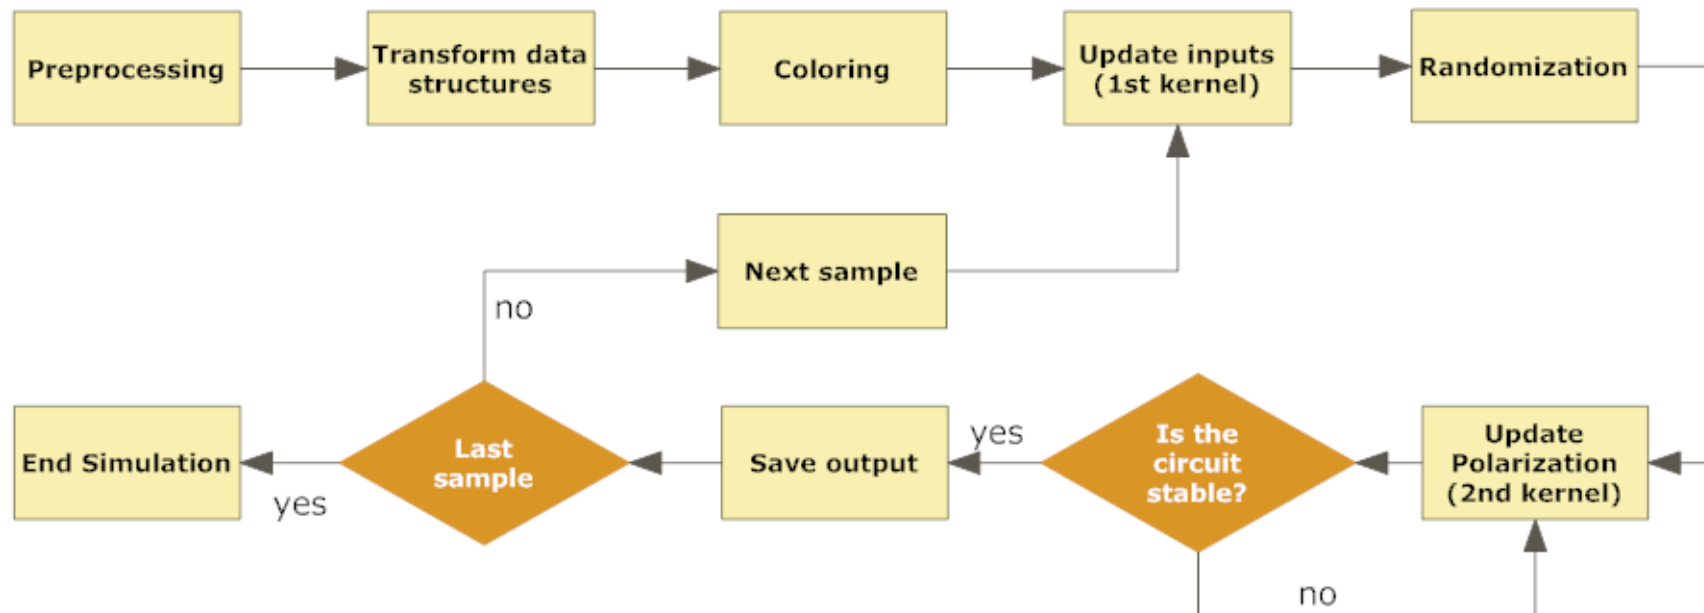 Preprocessing
Transform data
structures
Coloring
Update inputs
(1st kernel)
Randomization
Next sample
no
End Simulation
yes
Last
sample
Save output
yes
Is the
circuit
stable?
Update
Polarization
(2nd kernel)
no